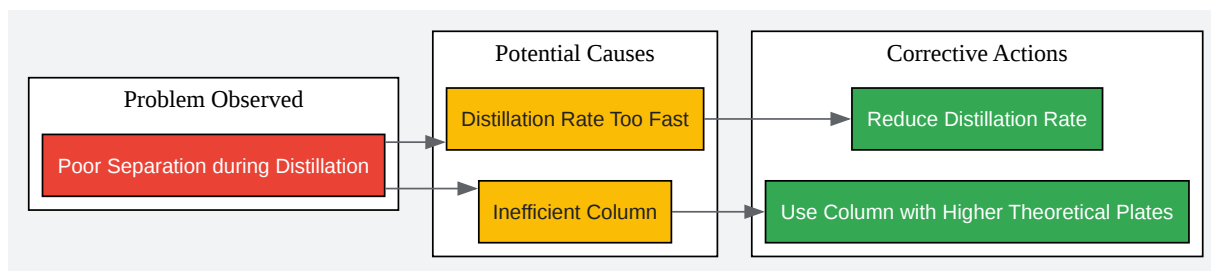 Problem Observed
Poor Separation during Distillation
Potential Causes
Distillation Rate Too Fast
Inefficient Column
Corrective Actions
Reduce Distillation Rate
Use Column with Higher Theoretical Plates